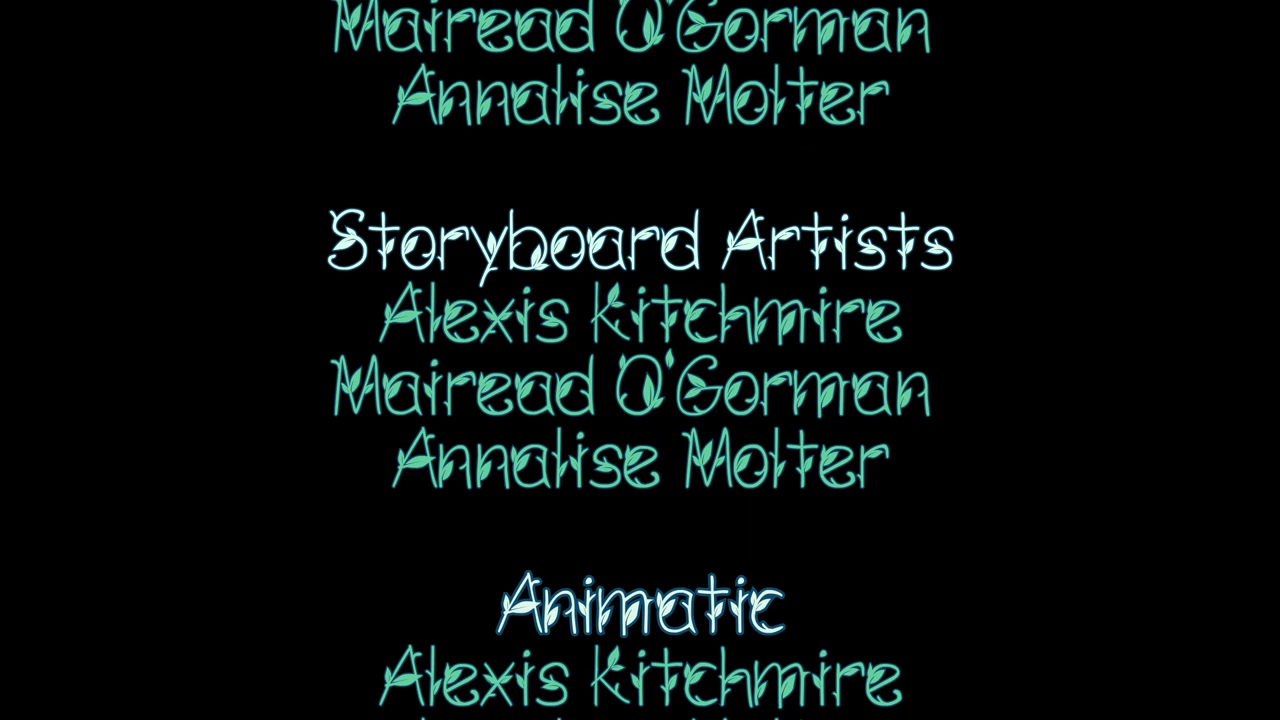 Mairead O'Gorman
Annalise Molter
Storyboard Artists
Alexis Kitchmire
Mairead O'Gorman
Annalise Molter
Animatic
Alexis Kitchmire